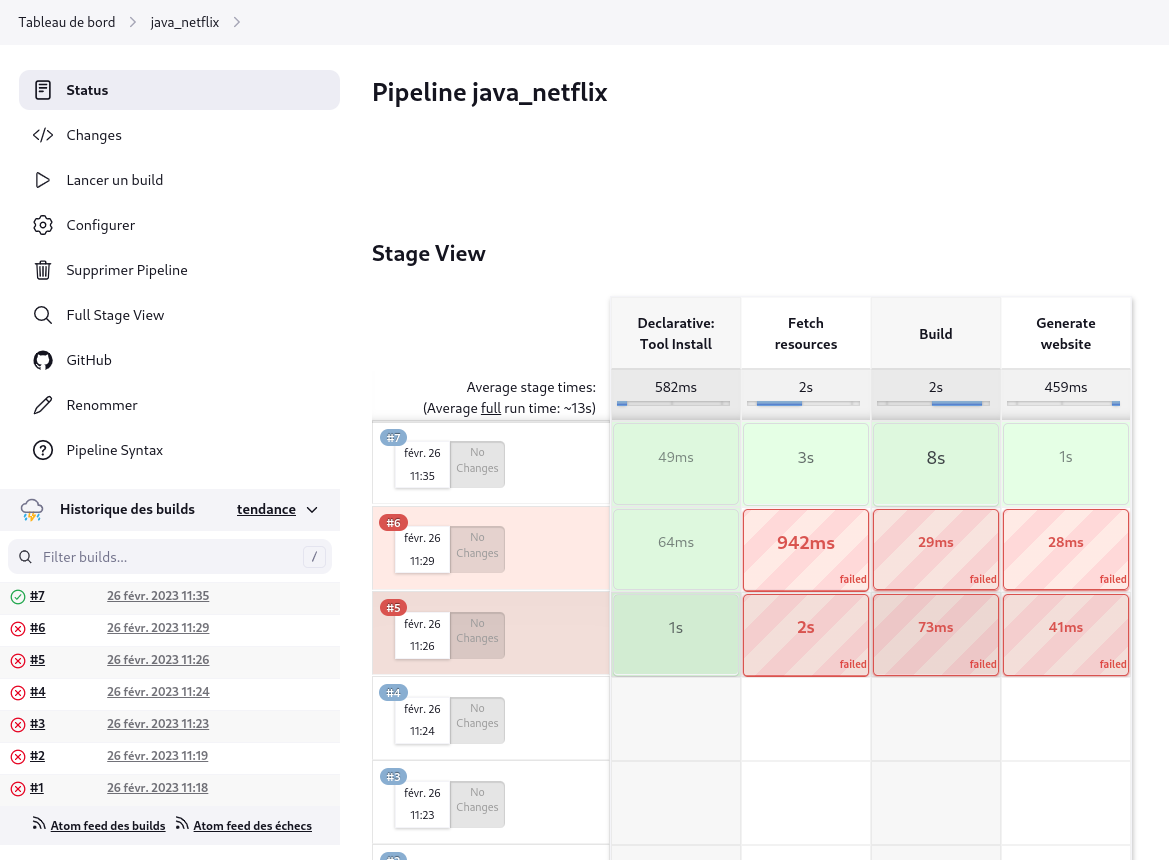 Tableau de bord
java_netflix
Status
Changes
Lancer un build
Configurer
Supprimer Pipeline
Full Stage View
GitHub
Renommer
Pipeline Syntax
Historique des builds tendance
Filter builds... /
#7 26 févr. 2023 11:35
#6 26 févr. 2023 11:29
#5 26 févr. 2023 11:26
#4 26 févr. 2023 11:24
#3 26 févr. 2023 11:23
#2 26 févr. 2023 11:19
#1 26 févr. 2023 11:18
Atom feed des builds Atom feed des échecs
Pipeline java_netflix
Stage View
Declarative:
Tool Install
Fetch
resources
Build
Generate
website
Average stage times:
(Average full run time: ~13s)
582ms 2s 2s 459ms
#7
févr. 26
11:35
No
Changes
49ms 3s 8s 1s
#6
févr. 26
11:29
No
Changes
64ms 942ms 29ms 28ms
failed failed failed
#5
févr. 26
11:26
No
Changes
1s 2s 73ms 41ms
failed failed failed
#4
févr. 26
11:24
No
Changes
#3
févr. 26
11:23
No
Changes